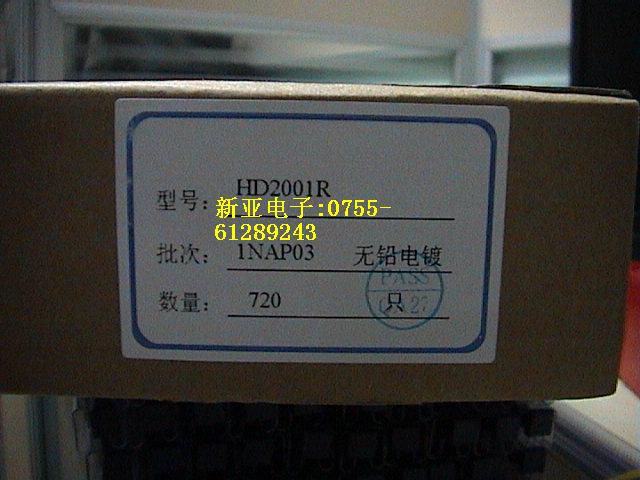 型号: HD2001R
新亚电子:0755-
61289243
批次: 1NAP03 无铅电镀
PASS
数量: 720 只